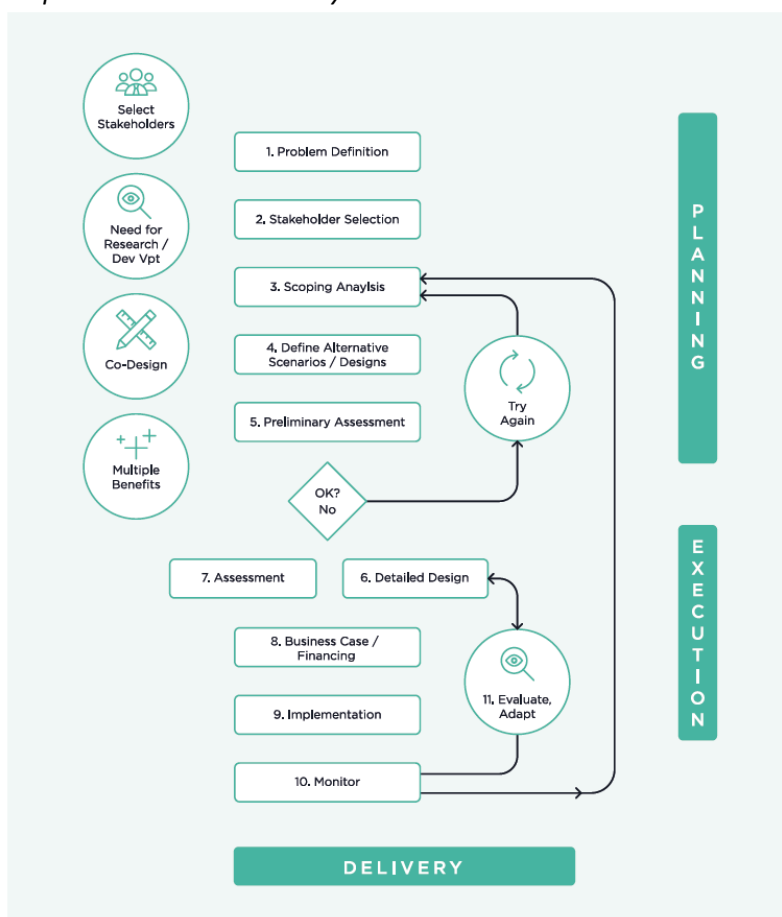 Select
Stakeholders
1. Problem Definition
2. Stakeholder Selection
Need for
Research /
Dev Vpt
3. Scoping Anaylsis
4. Define Alternative
Scenarios / Designs
Co-Design
Try
Again
5. Preliminary Assessment
Multiple
Benefits
OK?
No
PLANNING
7. Assessment
6. Detailed Design
8. Business Case /
Financing
11. Evaluate,
Adapt
9. Implementation
10. Monitor
EXECUTION
DELIVERY